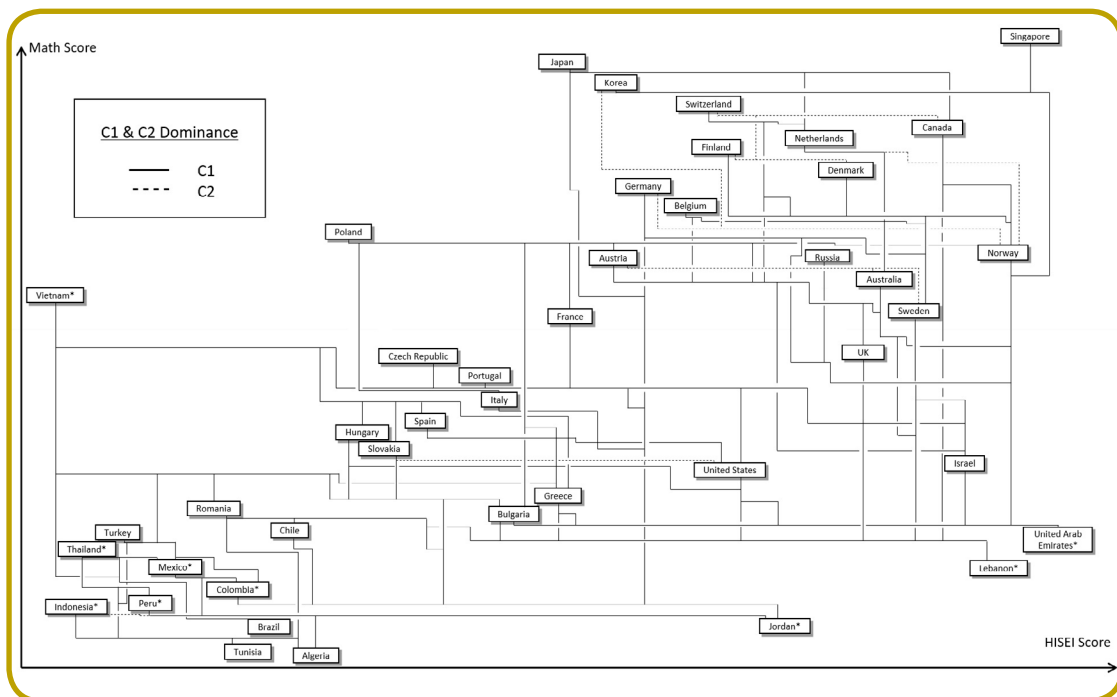 Singapore
Math Score
Japan
Korea
Switzerland
Canada
C1 & C2 Dominance
Netherlands
Finland
C1
Denmark
C2
Germany
Belgium
Poland
Norway
Austria
Russia
Australia
Vietnam*
Sweden
France
UK
Czech Republic
Portugal
Italy
Spain
Hungary
Slovakia
Israel
United States
Greece
Romania
Bulgaria
Chile
Turkey
United Arab
Emirates*
Thailand*
Mexico*
Lebanon*
Colombia*
Indonesia*
Peru*
Brazil
Jordan*
HISEI Score
Tunisia
Algeria